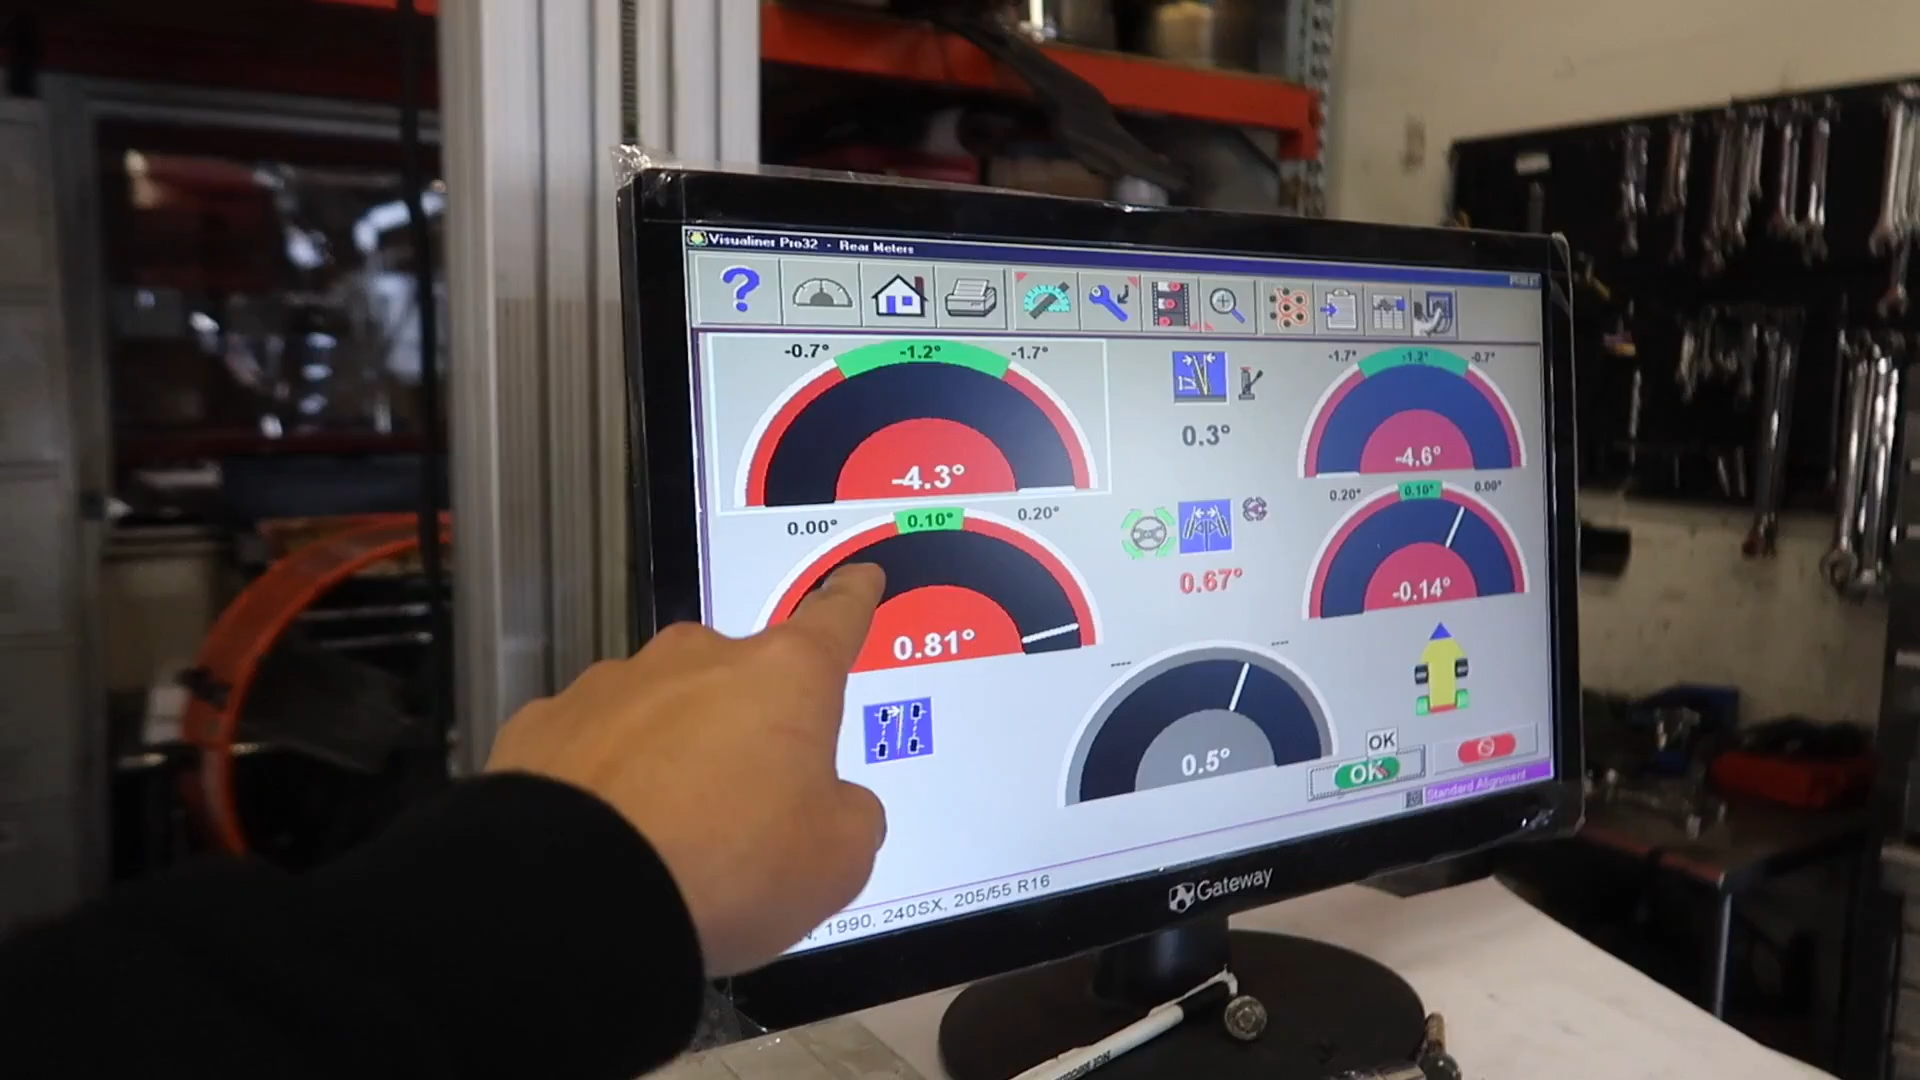 Visualiner Pro32 - Rear Meters
?
-0.7° -1.2° -1.7°
-4.3°
0.3°
-1.7° -1.2° -0.7°
-4.6°
0.00° 0.10° 0.20°
0.81°
0.67°
0.20° 0.10° 0.00°
-0.14°
---- ----
0.5°
OK
OK
Standard Alignment
, 1990, 240SX, 205/55 R16
Gateway